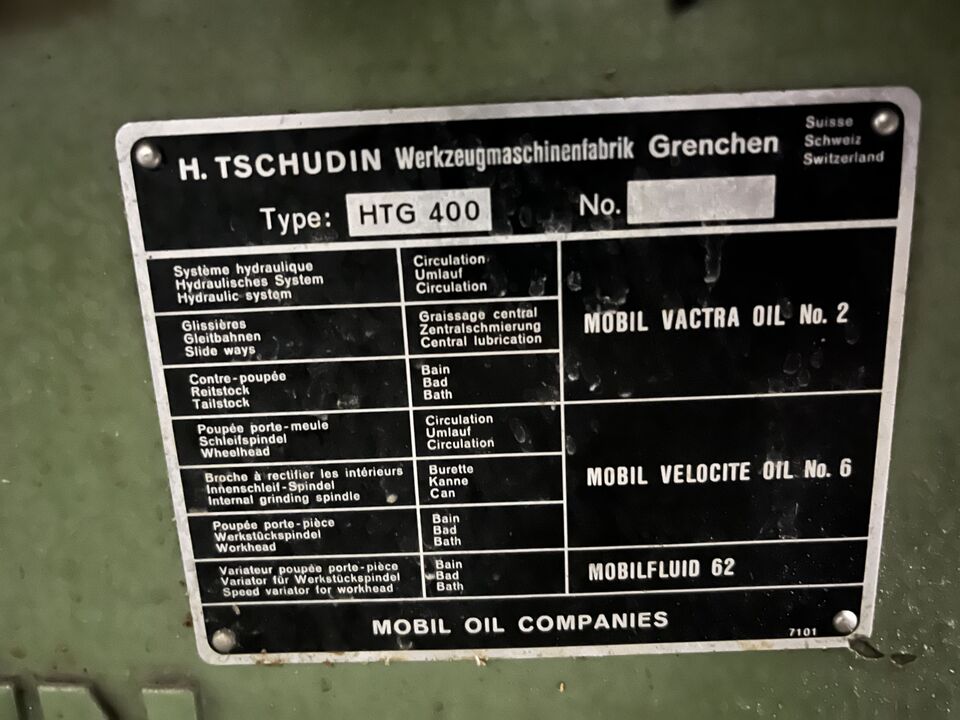 H. TSCHUDIN Werkzeugmaschinenfabrik Grenchen
Suisse
Schweiz
Switzerland
Type: HTG 400 No.
Système hydraulique
Hydraulisches System
Hydraulic system
Circulation
Umlauf
Circulation
Glissières
Gleitbahnen
Slide ways
Graissage central
Zentralschmierung
Central lubrication
MOBIL VACTRA OIL No. 2
Contre-poupée
Reitstock
Tailstock
Bain
Bad
Bath
Poupée porte-meule
Schleifspindel
Wheelhead
Circulation
Umlauf
Circulation
Broche à rectifier les intérieurs
Innenschleif-Spindel
Internal grinding spindle
Burette
Kanne
Can
MOBIL VELOCITE OIL No. 6
Poupée porte-pièce
Werkstückspindel
Workhead
Bain
Bad
Bath
Variateur poupée porte-pièce
Variator für Werkstückspindel
Speed variator for workhead
Bain
Bad
Bath
MOBILFLUID 62
MOBIL OIL COMPANIES
7101